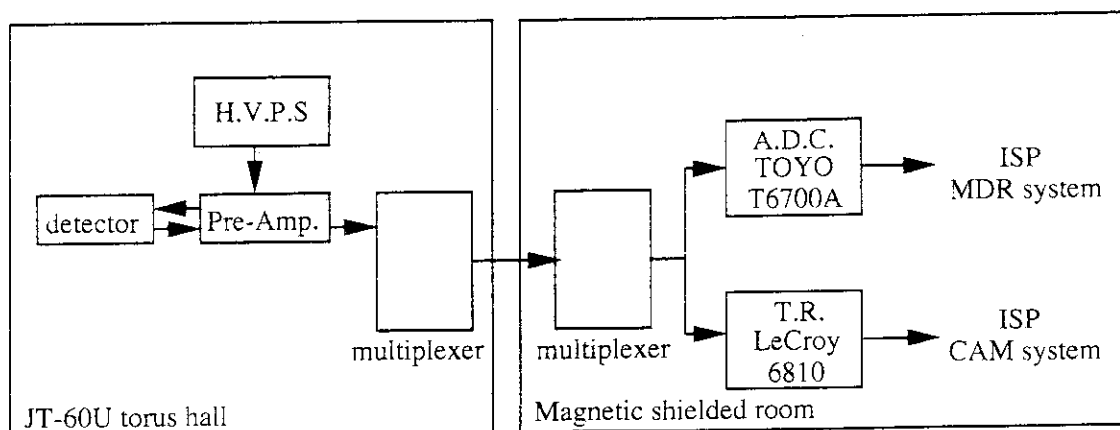 H.V.P.S
detector
Pre-Amp.
multiplexer
JT-60U torus hall
multiplexer
A.D.C.
TOYO
T6700A
ISP
MDR system
T.R.
LeCroy
6810
ISP
CAM system
Magnetic shielded room